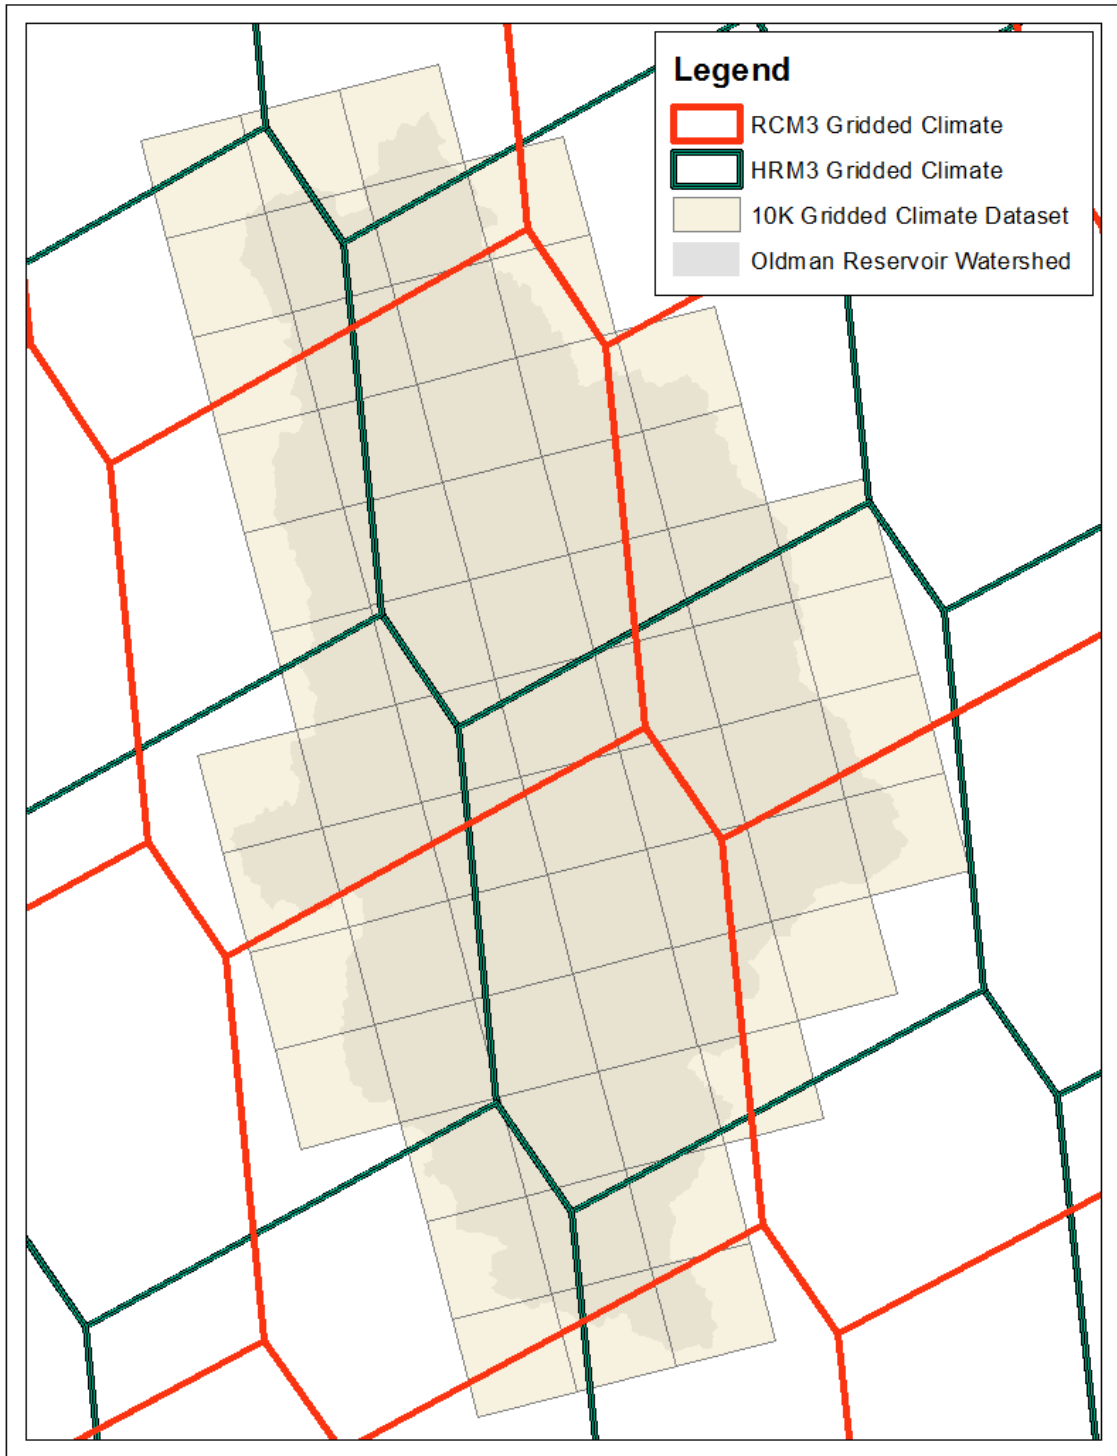 Legend
RCM3 Gridded Climate
HRM3 Gridded Climate
10K Gridded Climate Dataset
Oldman Reservoir Watershed